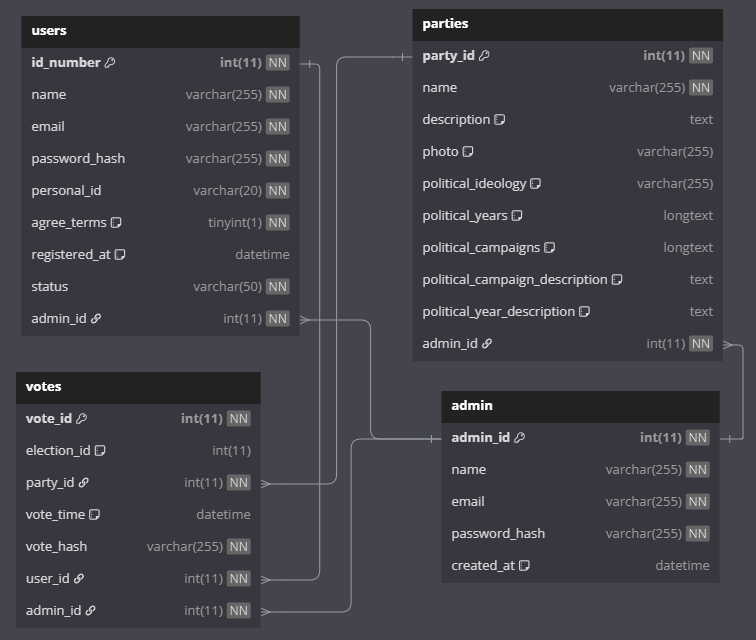 users
id_number int(11) NN
name varchar(255) NN
email varchar(255) NN
password_hash varchar(255) NN
personal_id varchar(20) NN
agree_terms tinyint(1) NN
registered_at datetime
status varchar(50) NN
admin_id int(11) NN
parties
party_id int(11) NN
name varchar(255) NN
description text
photo varchar(255)
political_ideology varchar(255)
political_years longtext
political_campaigns longtext
political_campaign_description text
political_year_description text
admin_id int(11) NN
votes
vote_id int(11) NN
election_id int(11)
party_id int(11) NN
vote_time datetime
vote_hash varchar(255) NN
user_id int(11) NN
admin_id int(11) NN
admin
admin_id int(11) NN
name varchar(255) NN
email varchar(255) NN
password_hash varchar(255) NN
created_at datetime